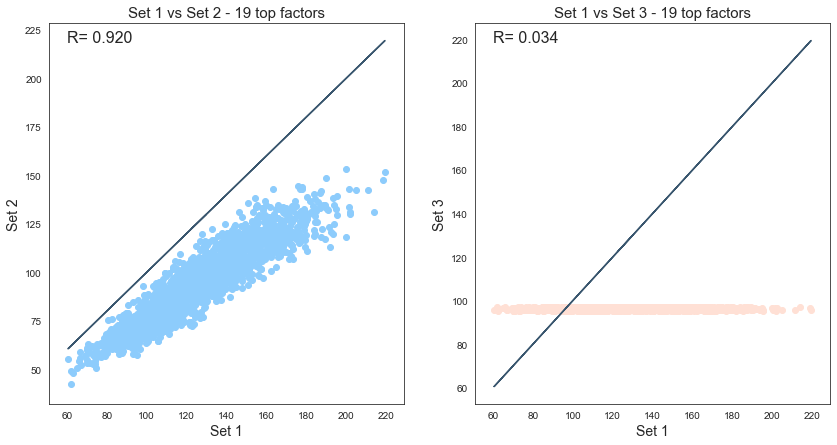 Set 1 vs Set 2 - 19 top factors
R= 0.920
225
200
175
150
125
100
75
50
Set 2
60 80 100 120 140 160 180 200 220
Set 1
Set 1 vs Set 3 - 19 top factors
R= 0.034
220
200
180
160
140
120
100
80
60
Set 3
60 80 100 120 140 160 180 200 220
Set 1